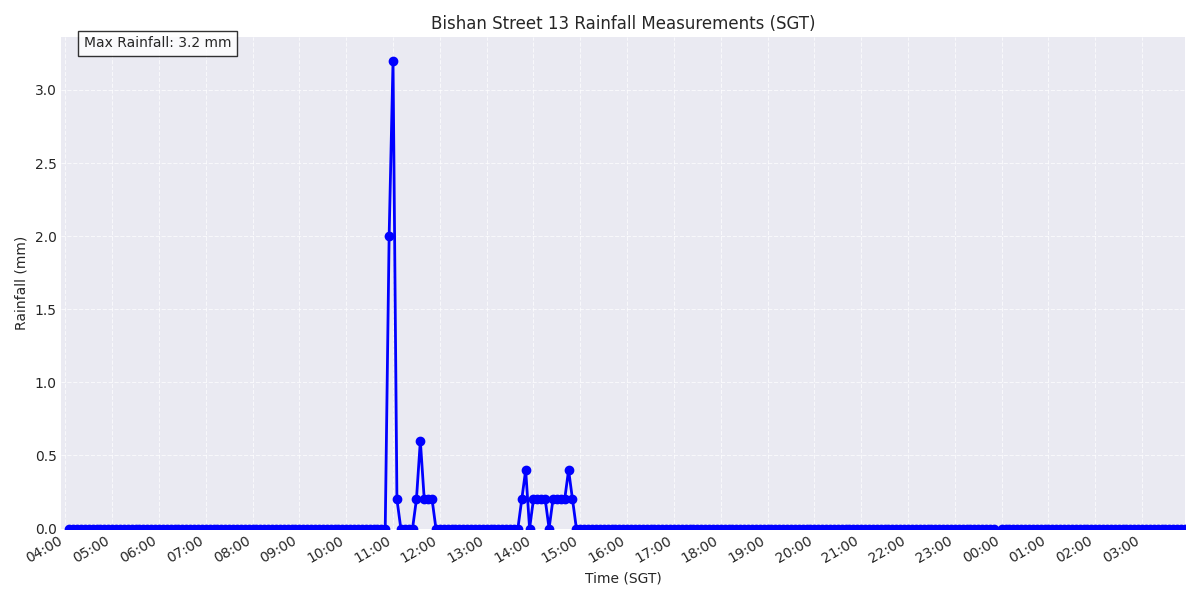 Bishan Street 13 Rainfall Measurements (SGT)
Max Rainfall: 3.2 mm
Rainfall (mm)
3.0
2.5
2.0
1.5
1.0
0.5
0.0
04:00 05:00 06:00 07:00 08:00 09:00 10:00 11:00 12:00 13:00 14:00 15:00 16:00 17:00 18:00 19:00 20:00 21:00 22:00 23:00 00:00 01:00 02:00 03:00
Time (SGT)